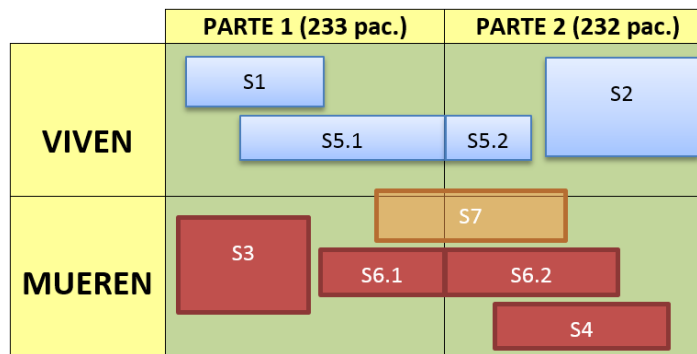 PARTE 1 (233 pac.) PARTE 2 (232 pac.)
VIVEN
S1
S2
S5.1 S5.2
MUEREN
S7
S3
S6.1 S6.2
S4